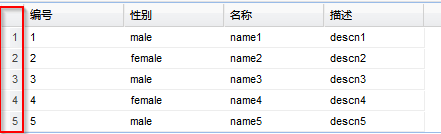 编号 性别 名称 描述
1 1 male name1 descn1
2 2 female name2 descn2
3 3 male name3 descn3
4 4 female name4 descn4
5 5 male name5 descn5